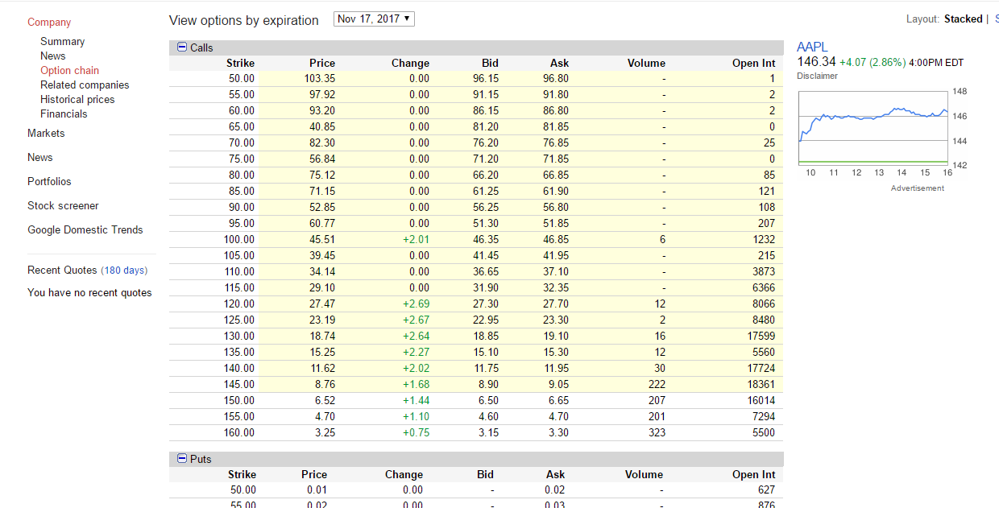 Company
Summary
News
Option chain
Related companies
Historical prices
Financials
Markets
News
Portfolios
Stock screener
Google Domestic Trends
Recent Quotes (180 days)
You have no recent quotes
View options by expiration Nov 17, 2017 ▼
Calls
Strike Price Change Bid Ask Volume Open Int
50.00 103.35 0.00 96.15 96.80 - 1
55.00 97.92 0.00 91.15 91.80 - 2
60.00 93.20 0.00 86.15 86.80 - 2
65.00 40.85 0.00 81.20 81.85 - 0
70.00 82.30 0.00 76.20 76.85 - 25
75.00 56.84 0.00 71.20 71.85 - 0
80.00 75.12 0.00 66.20 66.85 - 85
85.00 71.15 0.00 61.25 61.90 - 121
90.00 52.85 0.00 56.25 56.80 - 108
95.00 60.77 0.00 51.30 51.85 - 207
100.00 45.51 +2.01 46.35 46.85 6 1232
105.00 39.45 0.00 41.45 41.95 - 215
110.00 34.14 0.00 36.65 37.10 - 3873
115.00 29.10 0.00 31.90 32.35 - 6366
120.00 27.47 +2.69 27.30 27.70 12 8066
125.00 23.19 +2.67 22.95 23.30 2 8480
130.00 18.74 +2.64 18.85 19.10 16 17599
135.00 15.25 +2.27 15.10 15.30 12 5560
140.00 11.62 +2.02 11.75 11.95 30 17724
145.00 8.76 +1.68 8.90 9.05 222 18361
150.00 6.52 +1.44 6.50 6.65 207 16014
155.00 4.70 +1.10 4.60 4.70 201 7294
160.00 3.25 +0.75 3.15 3.30 323 5500
Puts
Strike Price Change Bid Ask Volume Open Int
50.00 0.01 0.00 - 0.02 - 627
55.00 0.02 0.00 - 0.03 - 876
Layout: Stacked |
AAPL
146.34 +4.07 (2.86%) 4:00PM EDT
Disclaimer
148
146
144
142
10 11 12 13 14 15 16
Advertisement